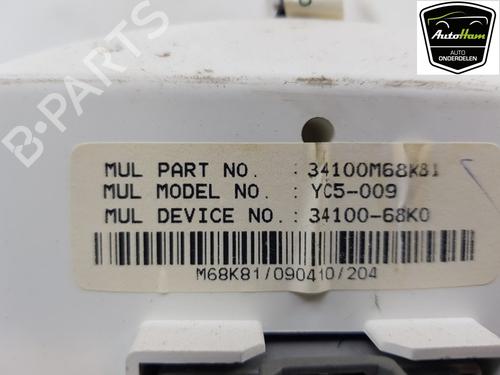 AutoHam
AUTO
ONDERDELEN
B-PARTS
MUL PART NO. : 34100M68K81
MUL MODEL NO. : YC5-009
MUL DEVICE NO.: 34100-68K0
M68K81/090410/204